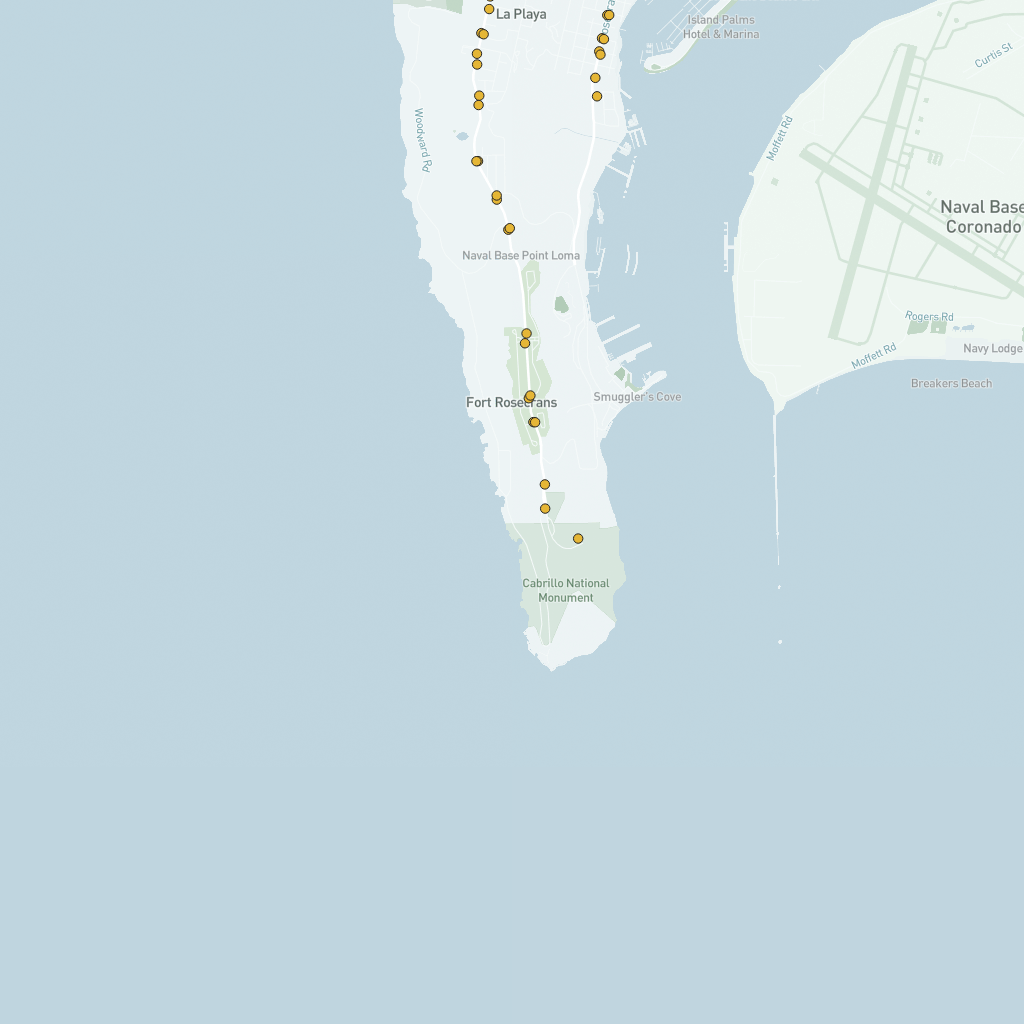 La Playa
Island Palms
Hotel & Marina
Curtis St
Moffett Rd
Woodward Rd
Naval Base
Coronado
Naval Base Point Loma
Rogers Rd
Moffett Rd
Navy Lodge
Breakers Beach
Smuggler's Cove
Fort Rosecrans
Cabrillo National
Monument